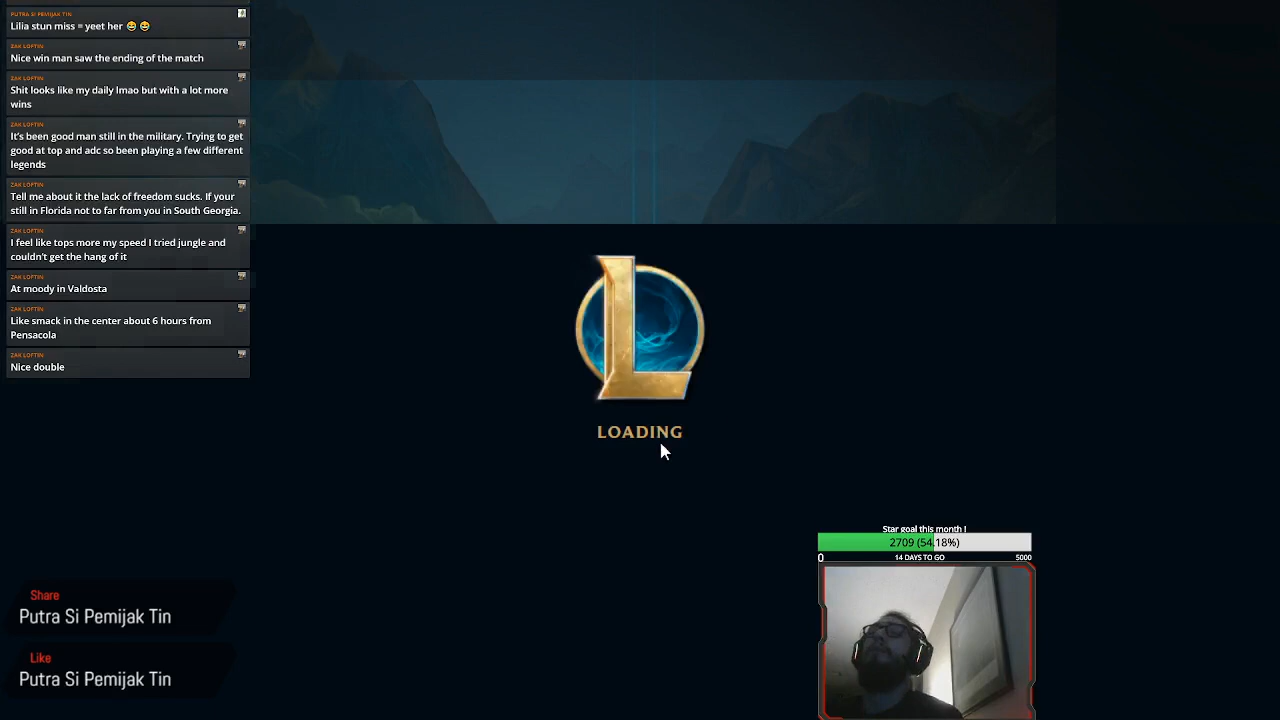 PUTRA SI PEMIJAK TIN
Lilia stun miss = yeet her 😂 😂
ZAK LOFTIN
Nice win man saw the ending of the match
ZAK LOFTIN
Shit looks like my daily lmao but with a lot more
wins
ZAK LOFTIN
It's been good man still in the military. Trying to get
good at top and adc so been playing a few different
legends
ZAK LOFTIN
Tell me about it the lack of freedom sucks. If your
still in Florida not to far from you in South Georgia.
ZAK LOFTIN
I feel like tops more my speed I tried jungle and
couldn't get the hang of it
ZAK LOFTIN
At moody in Valdosta
ZAK LOFTIN
Like smack in the center about 6 hours from
Pensacola
ZAK LOFTIN
Nice double
LOADING
Star goal this month !
2709 (54.18%)
0 14 DAYS TO GO 5000
Share
Putra Si Pemijak Tin
Like
Putra Si Pemijak Tin